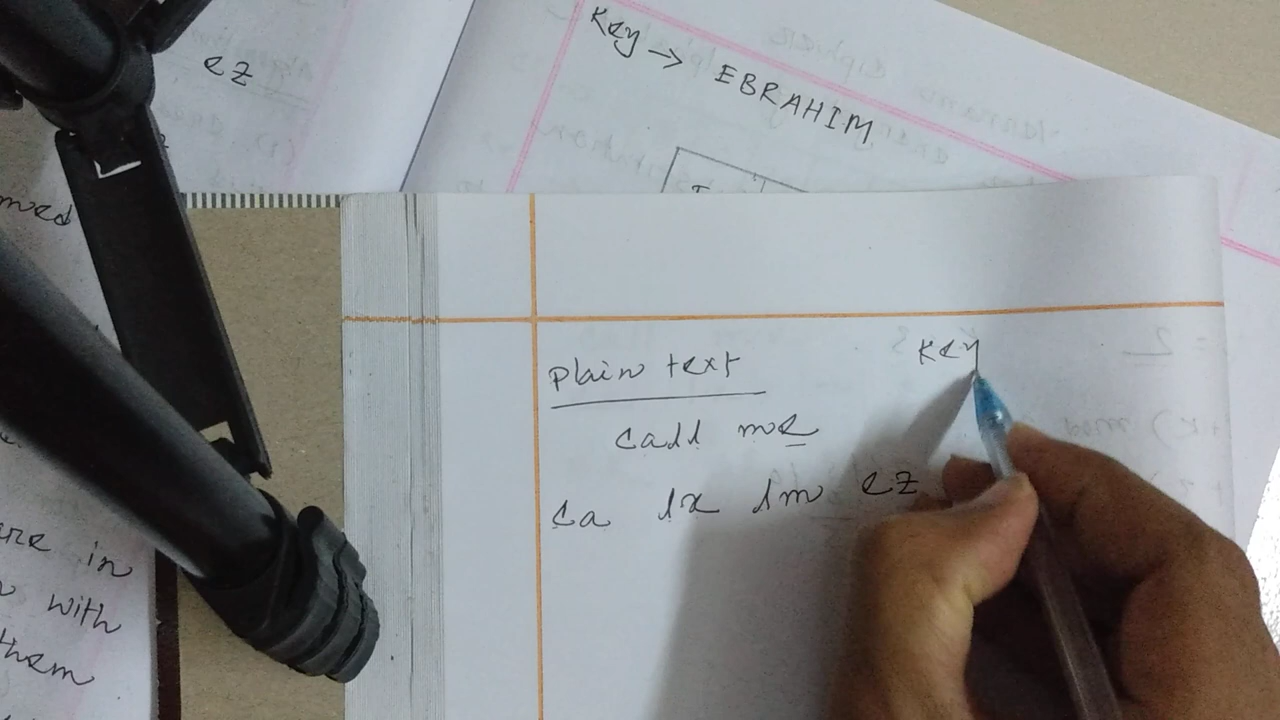 ez
Key → EBRAHIM
med
Plain text
Key
call me
ca lx lm ez
are in
with
them